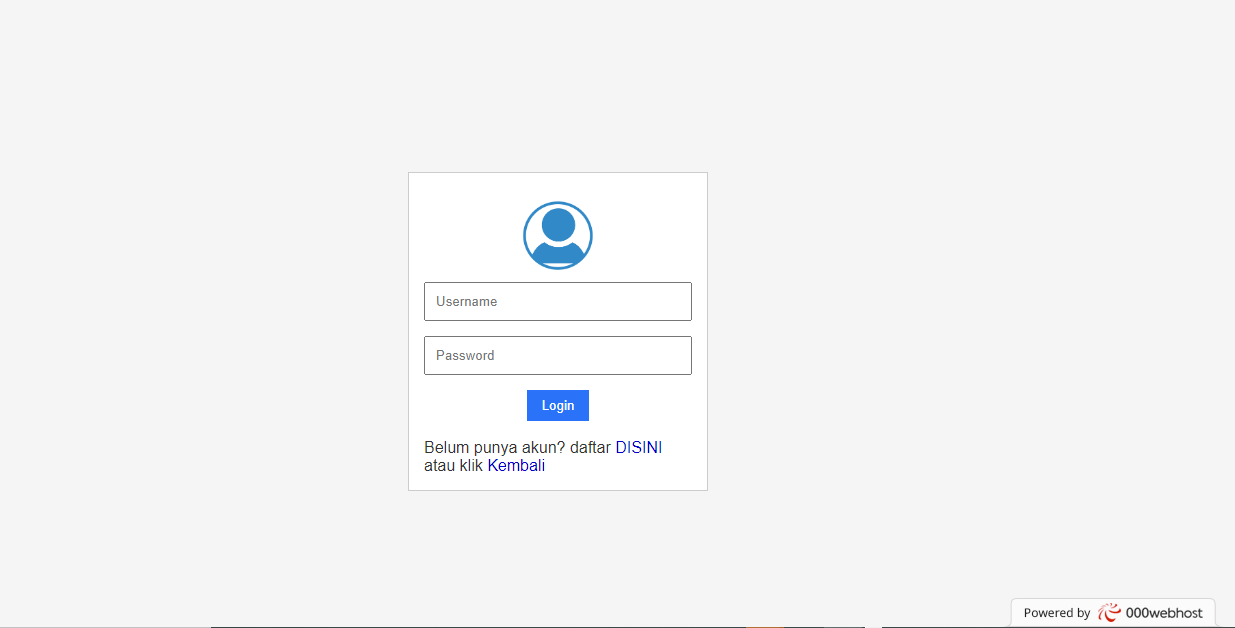 Username
Password
Login
Belum punya akun? daftar DISINI
atau klik Kembali
Powered by 000webhost